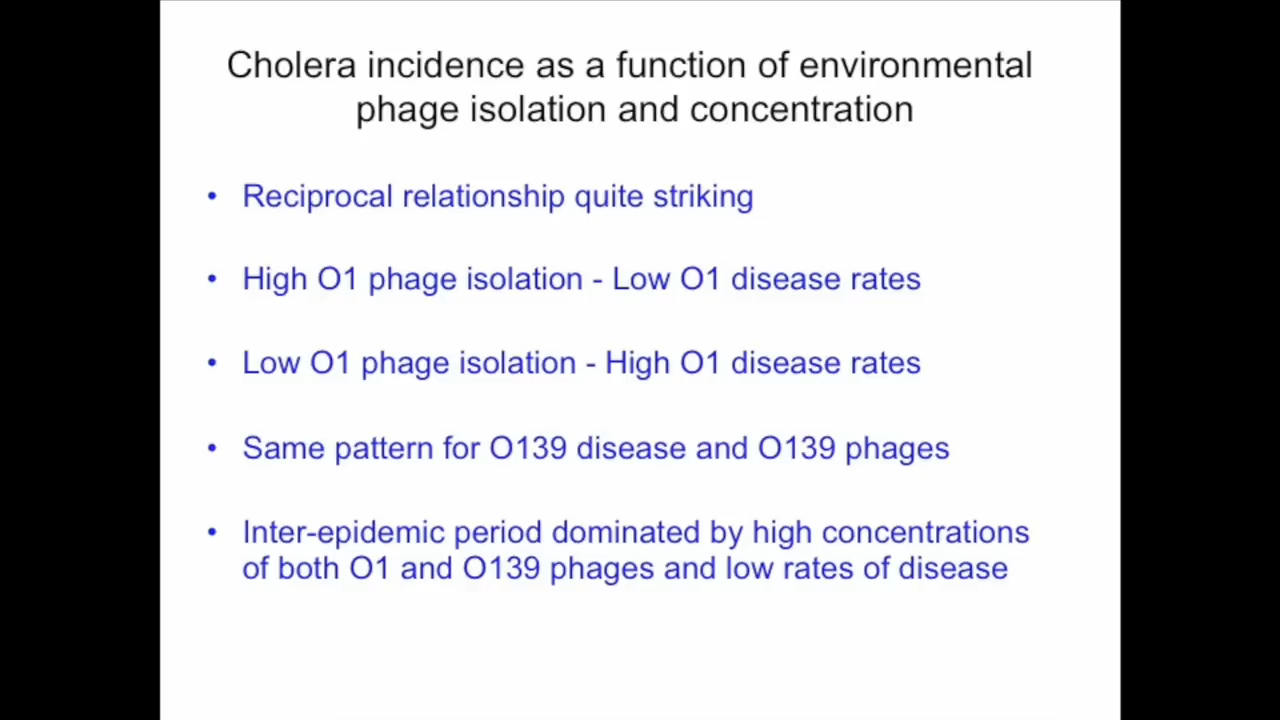 Cholera incidence as a function of environmental
phage isolation and concentration
• Reciprocal relationship quite striking
• High O1 phage isolation - Low O1 disease rates
• Low O1 phage isolation - High O1 disease rates
• Same pattern for O139 disease and O139 phages
• Inter-epidemic period dominated by high concentrations
of both O1 and O139 phages and low rates of disease